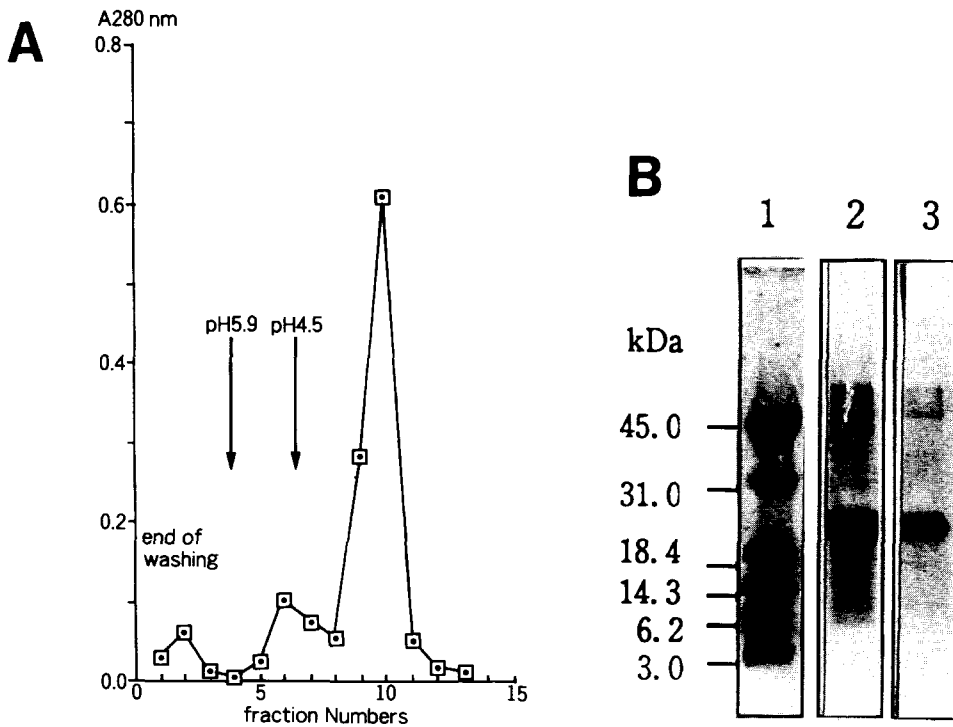 A
A280 nm
0.8
0.6
0.4
0.2
0.0
pH5.9 pH4.5
end of
washing
0 5 10 15
fraction Numbers
B
1 2 3
kDa
45.0
31.0
18.4
14.3
6.2
3.0